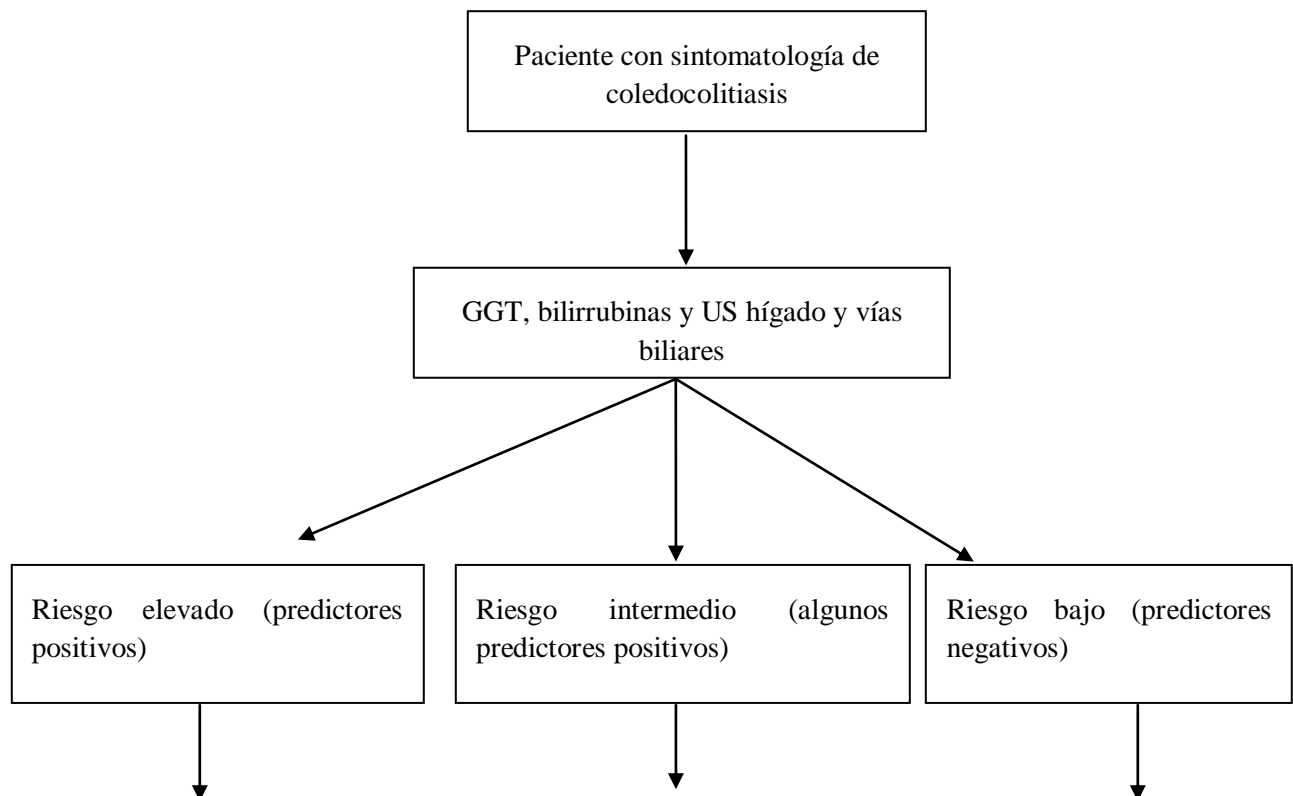 Paciente con sintomatología de
coledocolitiasis
GGT, bilirrubinas y US hígado y vías
biliares
Riesgo elevado (predictores
positivos)
Riesgo intermedio (algunos
predictores positivos)
Riesgo bajo (predictores
negativos)